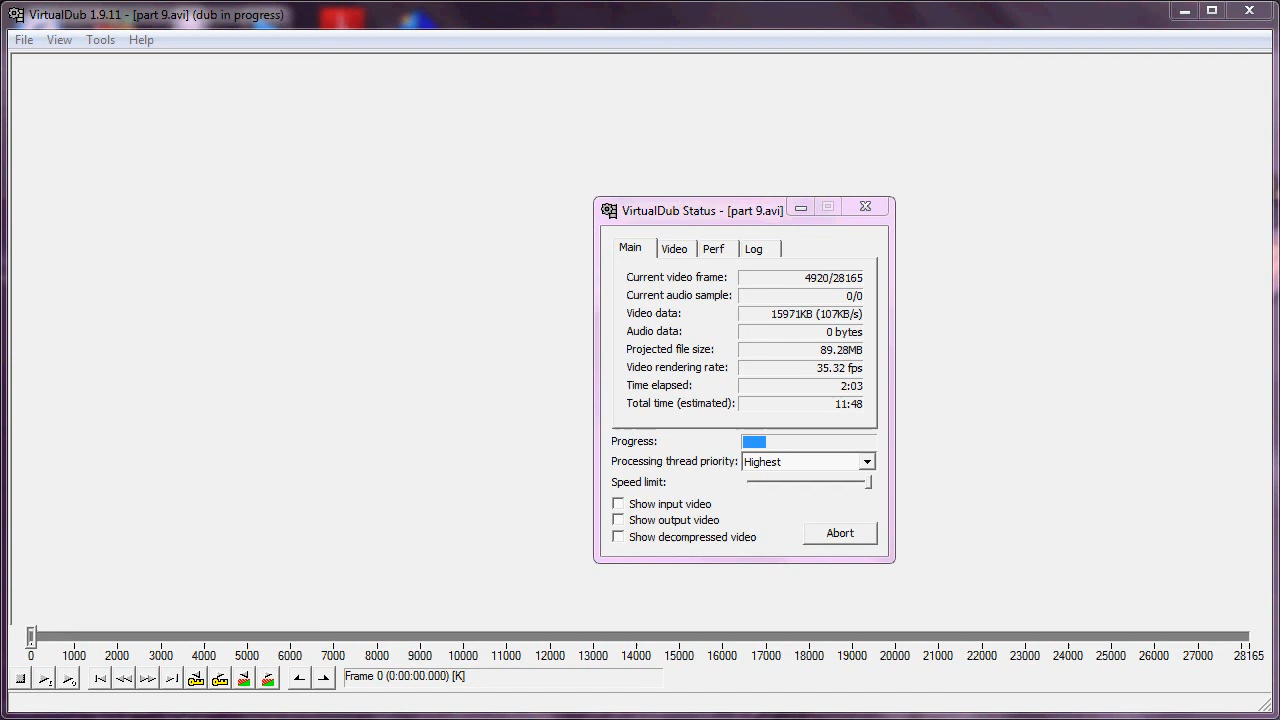 VirtualDub 1.9.11 - [part 9.avi] (dub in progress)
File View Tools Help
VirtualDub Status - [part 9.avi]
Main Video Perf Log
Current video frame: 4920/28165
Current audio sample: 0/0
Video data: 15971KB (107KB/s)
Audio data: 0 bytes
Projected file size: 89.28MB
Video rendering rate: 35.32 fps
Time elapsed: 2:03
Total time (estimated): 11:48
Progress:
Processing thread priority: Highest
Speed limit:
Show input video
Show output video
Show decompressed video
Abort
0 1000 2000 3000 4000 5000 6000 7000 8000 9000 10000 11000 12000 13000 14000 15000 16000 17000 18000 19000 20000 21000 22000 23000 24000 25000 26000 27000 28165
Frame 0 (0:00:00.000) [K]